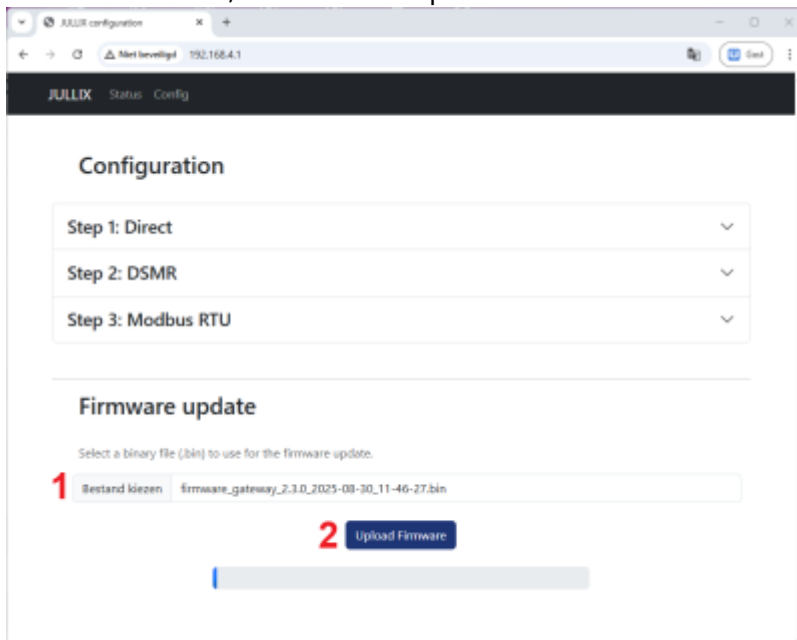 JULLIX configuration
Niet beveiligd 192.168.4.1
Gast
JULLIX Status Config
Configuration
Step 1: Direct
Step 2: DSMR
Step 3: Modbus RTU
Firmware update
Select a binary file (.bin) to use for the firmware update.
1 Bestand kiezen firmware_gateway_2.3.0_2025-08-30_11-46-27.bin
2 Upload Firmware